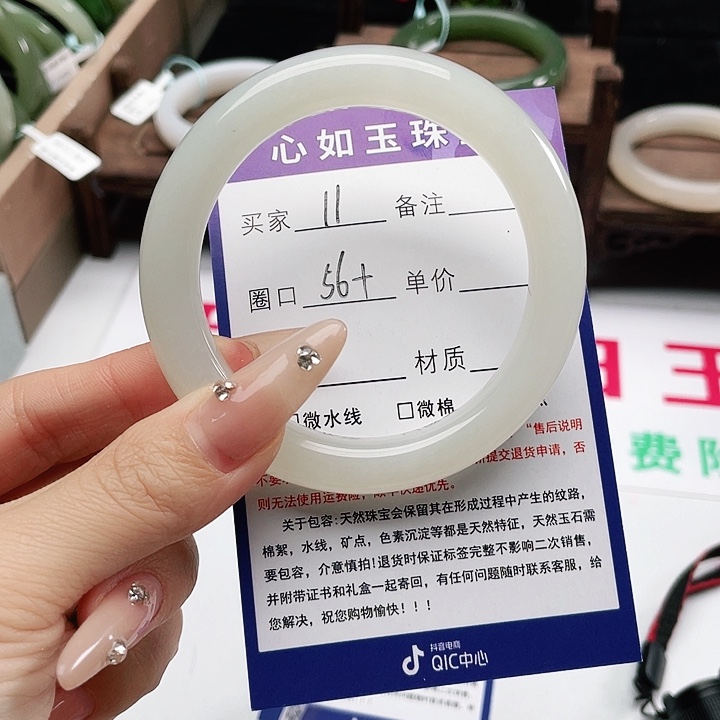 心如玉珠
买家 11 备注
圈口 56+ 单价
材质
微水线 □微棉
"售后说明
提交退货申请，否
则无法使用运费险，
关于包容:天然珠宝会保留其在形成过程中产生的纹路，
棉絮，水线，矿点，色素沉淀等都是天然特征，天然玉石需
要包容，介意慎拍!退货时保证标签完整不影响二次销售，
并附带证书和礼盒一起寄回，有任何问题随时联系客服，给
您解决，祝您购物愉快!!!
抖音电商
QIC中心
王
费险